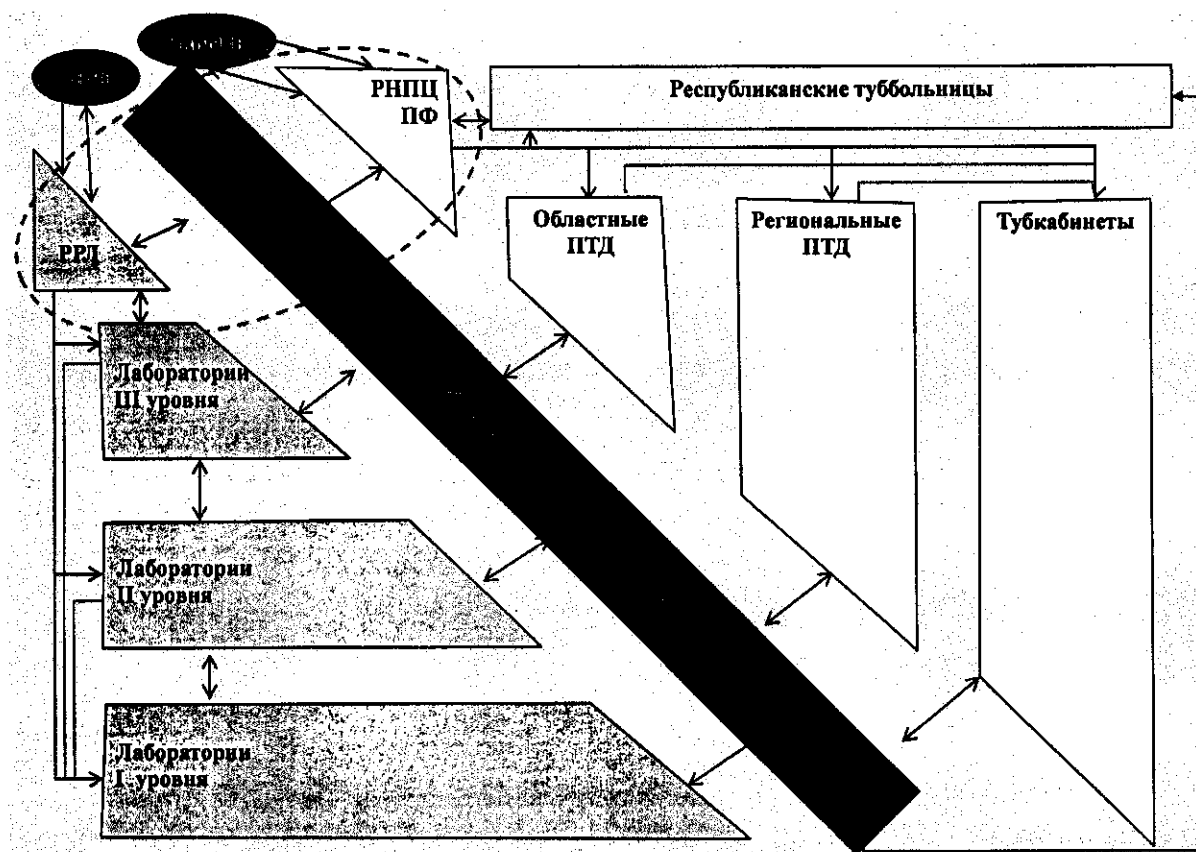 РНПЦ
ПФ
Республиканские туббольницы
Областные
ПТД
Региональные
ПТД
Тубкабинеты
РРЛ
Лаборатории
III уровня
Лаборатории
II уровня
Лаборатории
I уровня